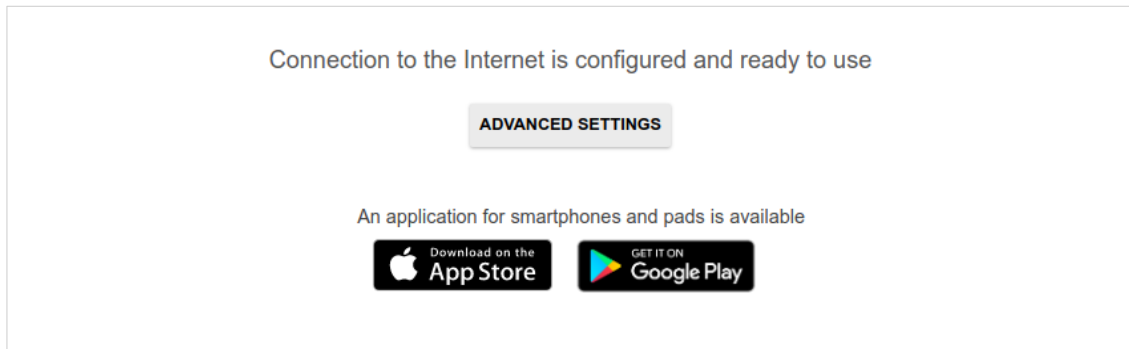 Connection to the Internet is configured and ready to use
ADVANCED SETTINGS
An application for smartphones and pads is available
Download on the
App Store
GET IT ON
Google Play